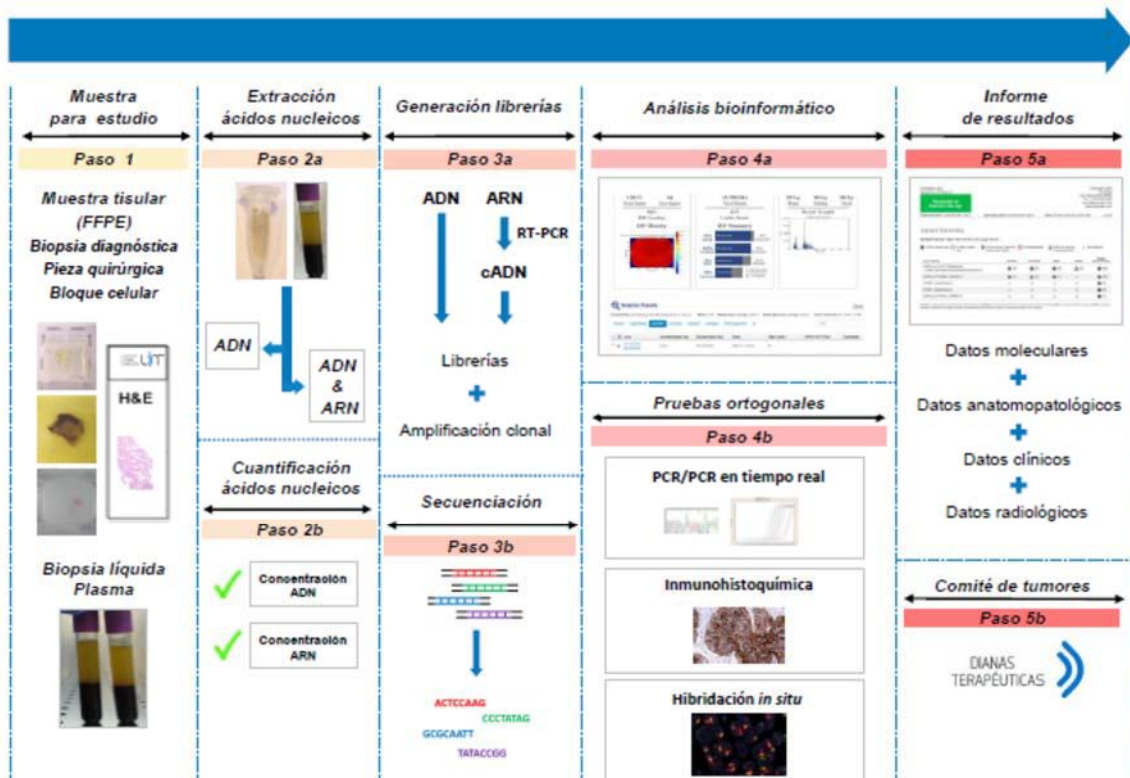 Muestra
para estudio
Paso 1
Muestra tisular
(FFPE)
Biopsia diagnóstica
Pieza quirúrgica
Bloque celular
H&E
Biopsia líquida
Plasma
Extracción
ácidos nucleicos
Paso 2a
ADN
ADN
&
ARN
Cuantificación
ácidos nucleicos
Paso 2b
Concentración
ADN
Concentración
ARN
Generación librerías
Paso 3a
ADN ARN
RT-PCR
cADN
Librerías
+
Amplificación clonal
Secuenciación
Paso 3b
ACTCCAAG
CCCTATAG
GCGCAATT
TATACCGG
Análisis bioinformático
Paso 4a
Pruebas ortogonales
Paso 4b
PCR/PCR en tiempo real
Inmunohistoquímica
Hibridación in situ
Informe
de resultados
Paso 5a
Datos moleculares
+
Datos anatomopatológicos
+
Datos clínicos
+
Datos radiológicos
Comité de tumores
Paso 5b
DIANAS
TERAPÉUTICAS